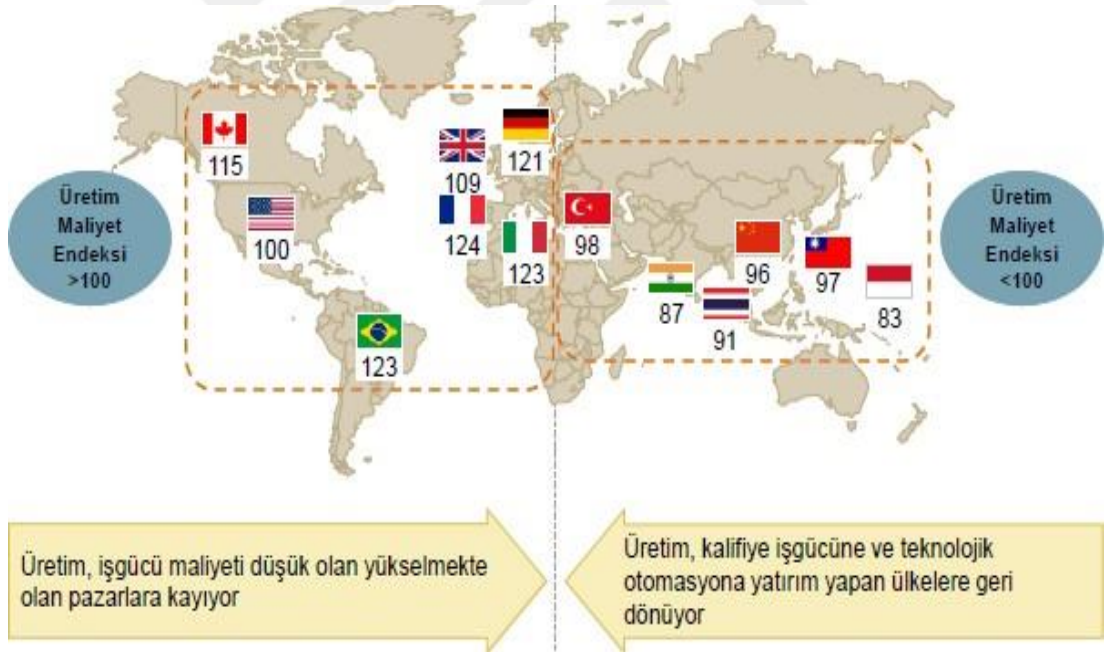 Üretim
Maliyet
Endeksi
>100
115
100
123
109
124
121
123
98
87
91
96
97
83
Üretim
Maliyet
Endeksi
<100
Üretim, işgücü maliyeti düşük olan yükselmekte
olan pazarlara kayıyor
Üretim, kalifiye işgücüne ve teknolojik
otomasyona yatırım yapan ülkelere geri
dönüyor